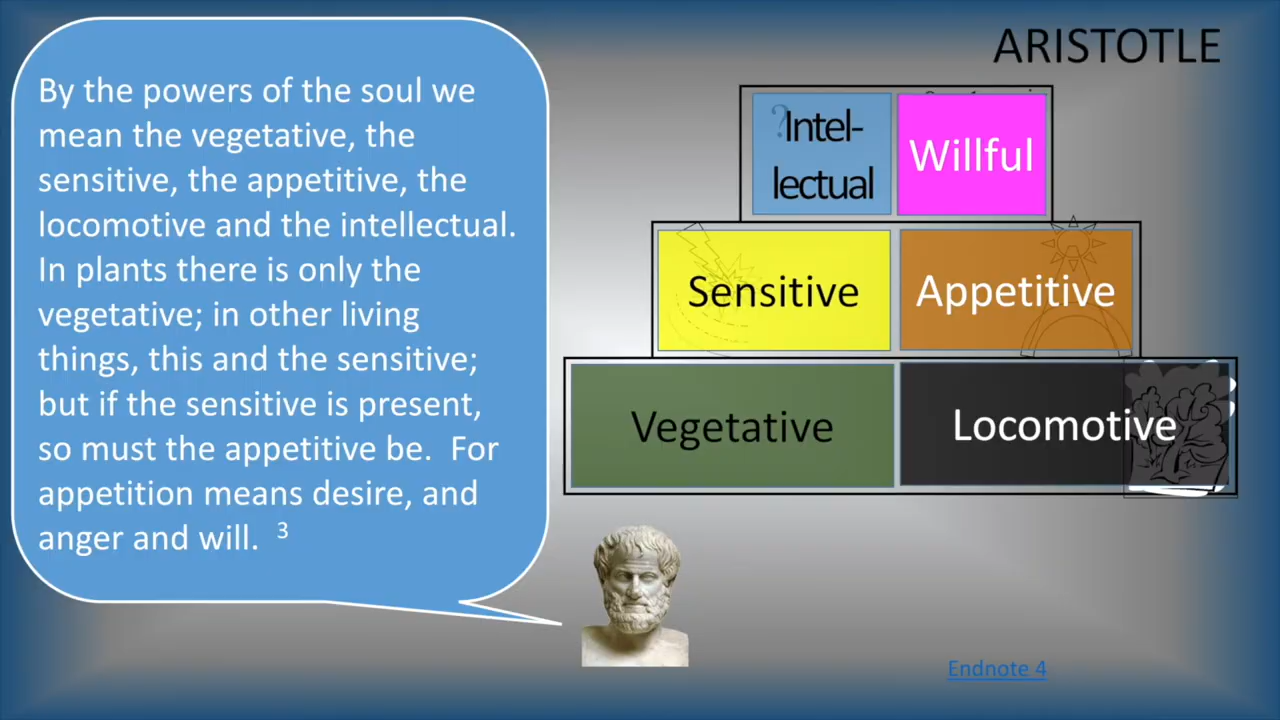 By the powers of the soul we
mean the vegetative, the
sensitive, the appetitive, the
locomotive and the intellectual.
In plants there is only the
vegetative; in other living
things, this and the sensitive;
but if the sensitive is present,
so must the appetitive be. For
appetition means desire, and
anger and will. 3
ARISTOTLE
?
Intel-
lectual
Willful
Sensitive
Appetitive
Vegetative
Locomotive
Endnote 4